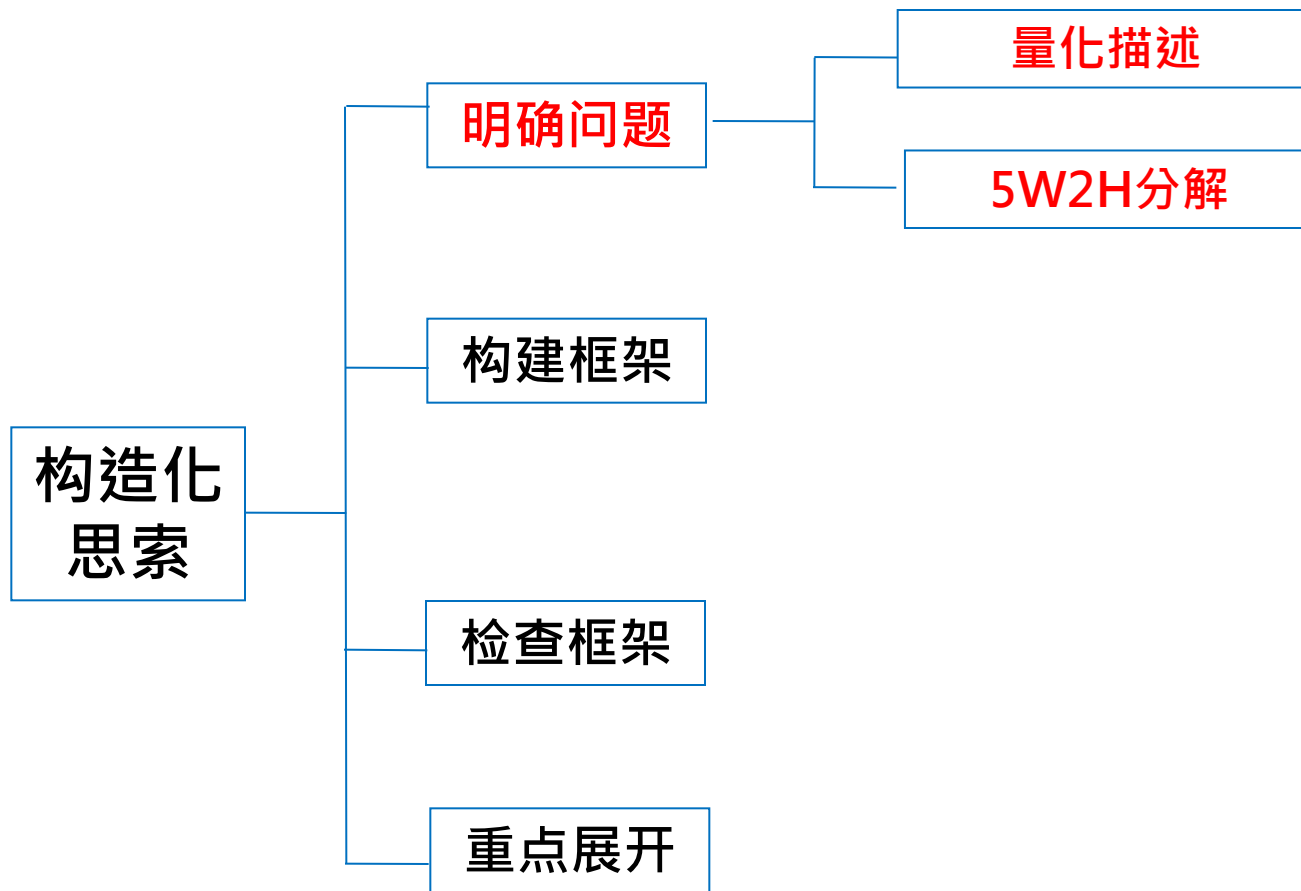 量化描述
明确问题
5W2H分解
构建框架
构造化
思索
检查框架
重点展开